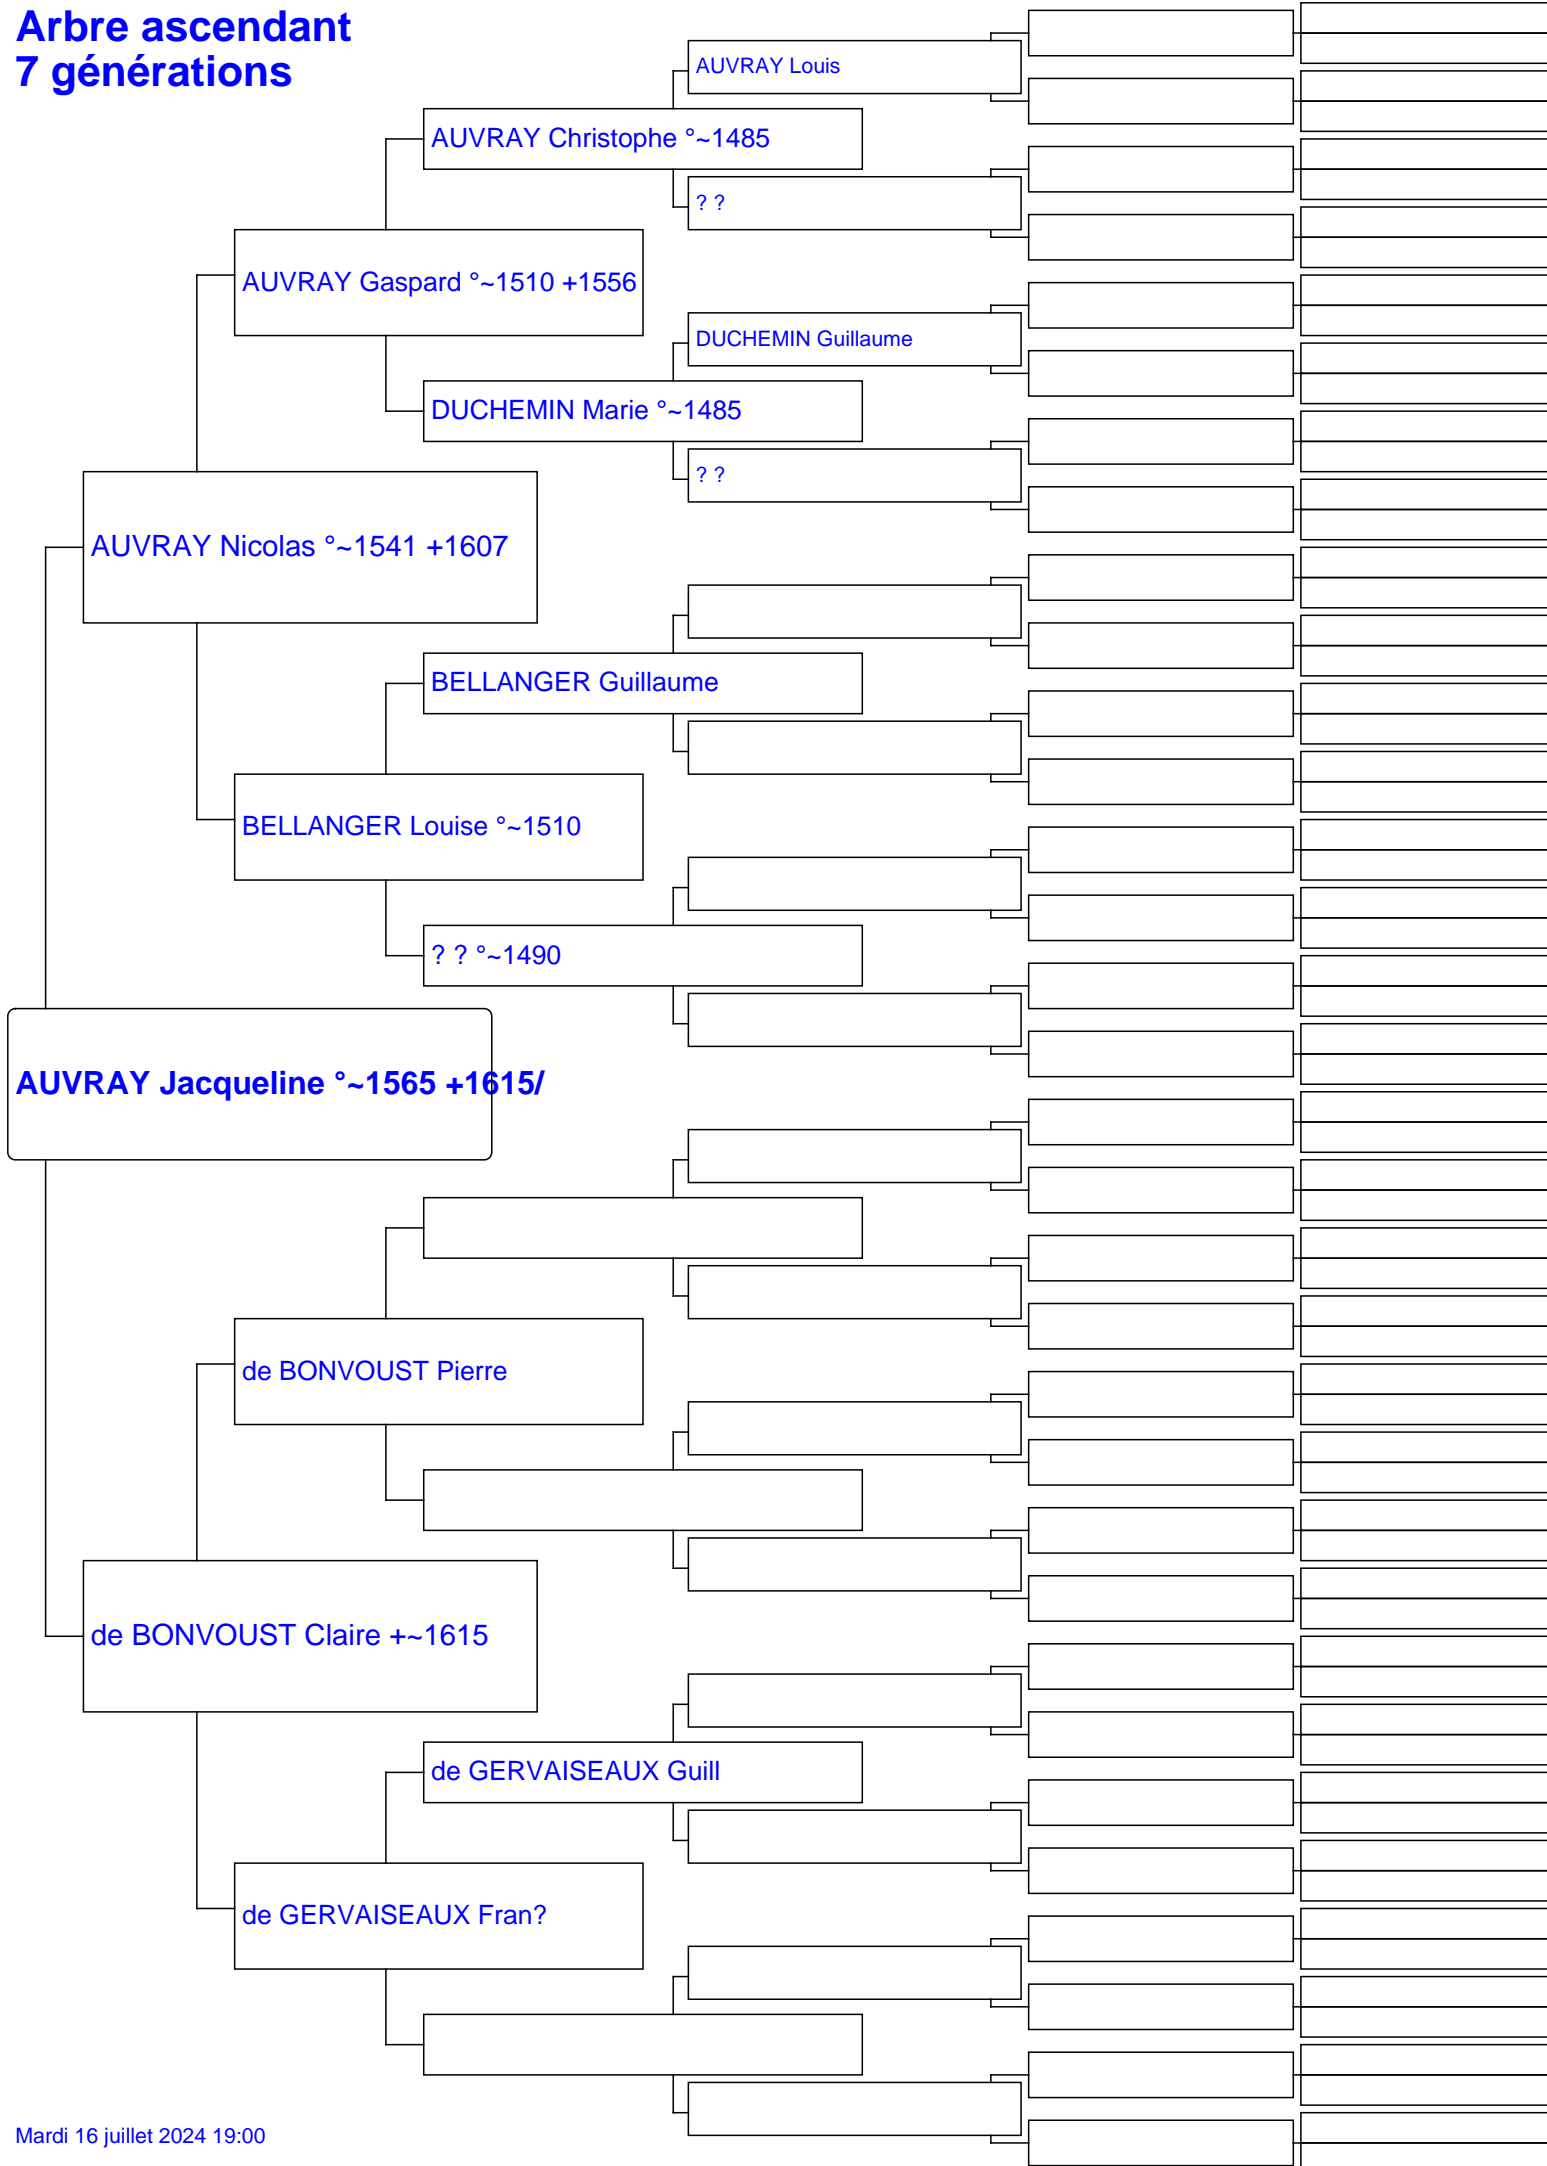 Arbre ascendant
7 générations
AUVRAY Louis
AUVRAY Christophe °~1485
? ?
AUVRAY Gaspard °~1510 +1556
DUCHEMIN Guillaume
DUCHEMIN Marie °~1485
? ?
AUVRAY Nicolas °~1541 +1607
BELLANGER Guillaume
BELLANGER Louise °~1510
? ? °~1490
AUVRAY Jacqueline °~1565 +1615/
de BONVOUST Pierre
de BONVOUST Claire +~1615
de GERVAISEAUX Guill
de GERVAISEAUX Fran?
Mardi 16 juillet 2024 19:00